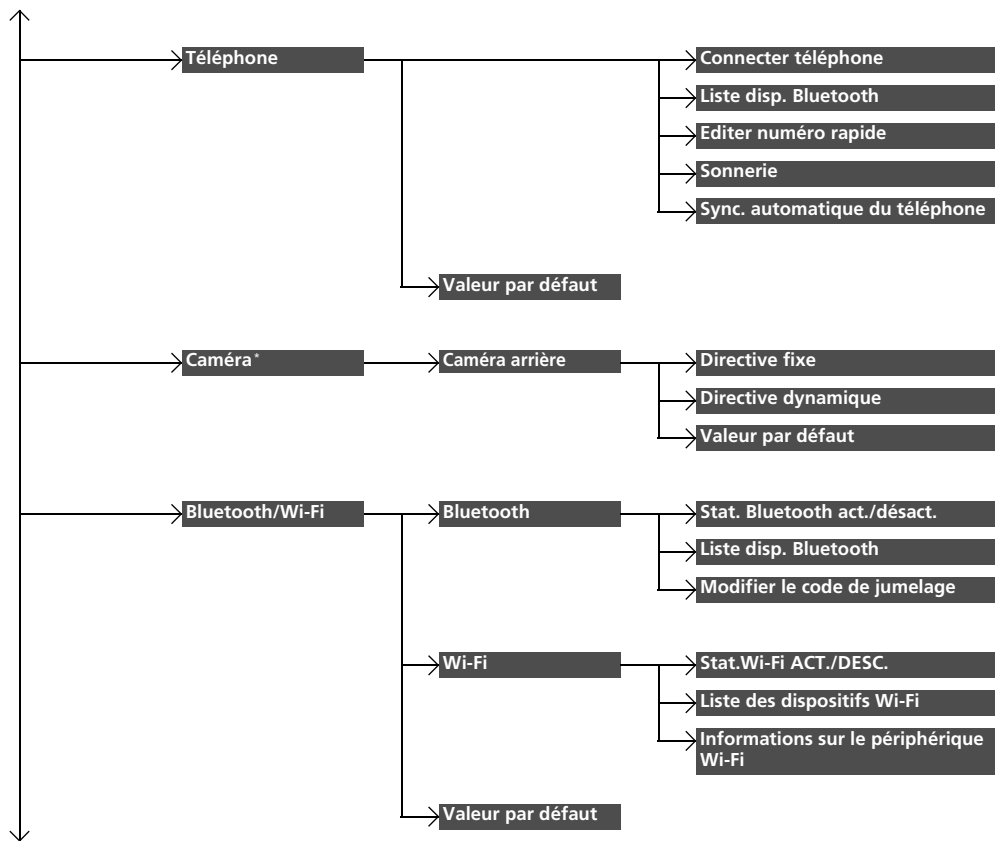 Téléphone
Connecter téléphone
Liste disp. Bluetooth
Editer numéro rapide
Sonnerie
Sync. automatique du téléphone
Valeur par défaut
Caméra*
Caméra arrière
Directive fixe
Directive dynamique
Valeur par défaut
Bluetooth/Wi-Fi
Bluetooth
Stat. Bluetooth act./désact.
Liste disp. Bluetooth
Modifier le code de jumelage
Wi-Fi
Stat.Wi-Fi ACT./DESC.
Liste des dispositifs Wi-Fi
Informations sur le périphérique
Wi-Fi
Valeur par défaut